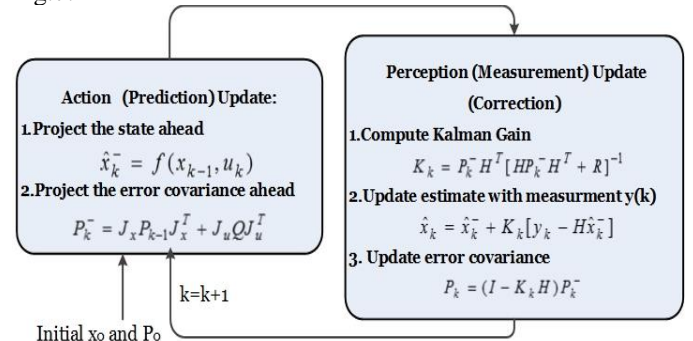 Action (Prediction) Update:
1.Project the state ahead
x̂ₖ⁻ = f(xₖ₋₁, uₖ)
2.Project the error covariance ahead
Pₖ⁻ = JₓPₖ₋₁Jₓᵀ + JᵤQJᵤᵀ
k=k+1
Initial x₀ and P₀
Perception (Measurement) Update
(Correction)
1.Compute Kalman Gain
Kₖ = Pₖ⁻Hᵀ[HPₖ⁻Hᵀ + R]⁻¹
2.Update estimate with measurment y(k)
x̂ₖ = x̂ₖ⁻ + Kₖ[yₖ − Hx̂ₖ⁻]
3. Update error covariance
Pₖ = (I − KₖH)Pₖ⁻